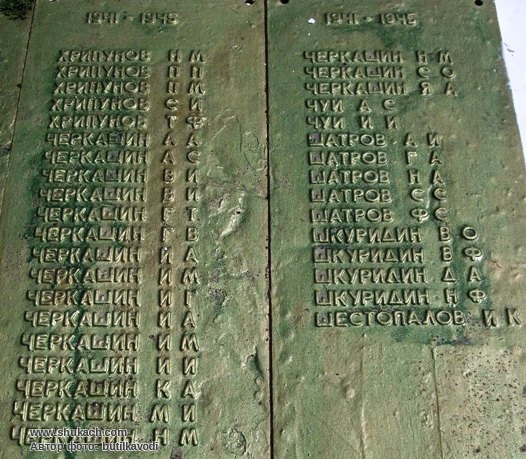 1941-1945
ХРИПУНОВ Н М
ХРИПУНОВ П П
ХРИПУНОВ П М
ХРИПУНОВ С И
ХРИПУНОВ Т Ф
ЧЕРКАШИН А А
ЧЕРКАШИН А С
ЧЕРКАШИН В И
ЧЕРКАШИН В И
ЧЕРКАШИН Г Т
ЧЕРКАШИН Г В
ЧЕРКАШИН И А
ЧЕРКАШИН И М
ЧЕРКАШИН И Г
ЧЕРКАШИН И А
ЧЕРКАШИН И М
ЧЕРКАШИН И И
ЧЕРКАШИН К А
ЧЕРКАШИН М И
ЧЕРКАШИН Н М
1941-1945
ЧЕРКАШИН Н М
ЧЕРКАШИН С О
ЧЕРКАШИН Я А
ЧУИ А С
ЧУИ И И
ШАТРОВ А И
ШАТРОВ Г А
ШАТРОВ Н А
ШАТРОВ С С
ШАТРОВ Ф С
ШКУРИДИН В О
ШКУРИДИН В Ф
ШКУРИДИН Д А
ШКУРИДИН Н Ф
ШЕСТОПАЛОВ И К
www.shukach.com
Автор фото: butilkavodi